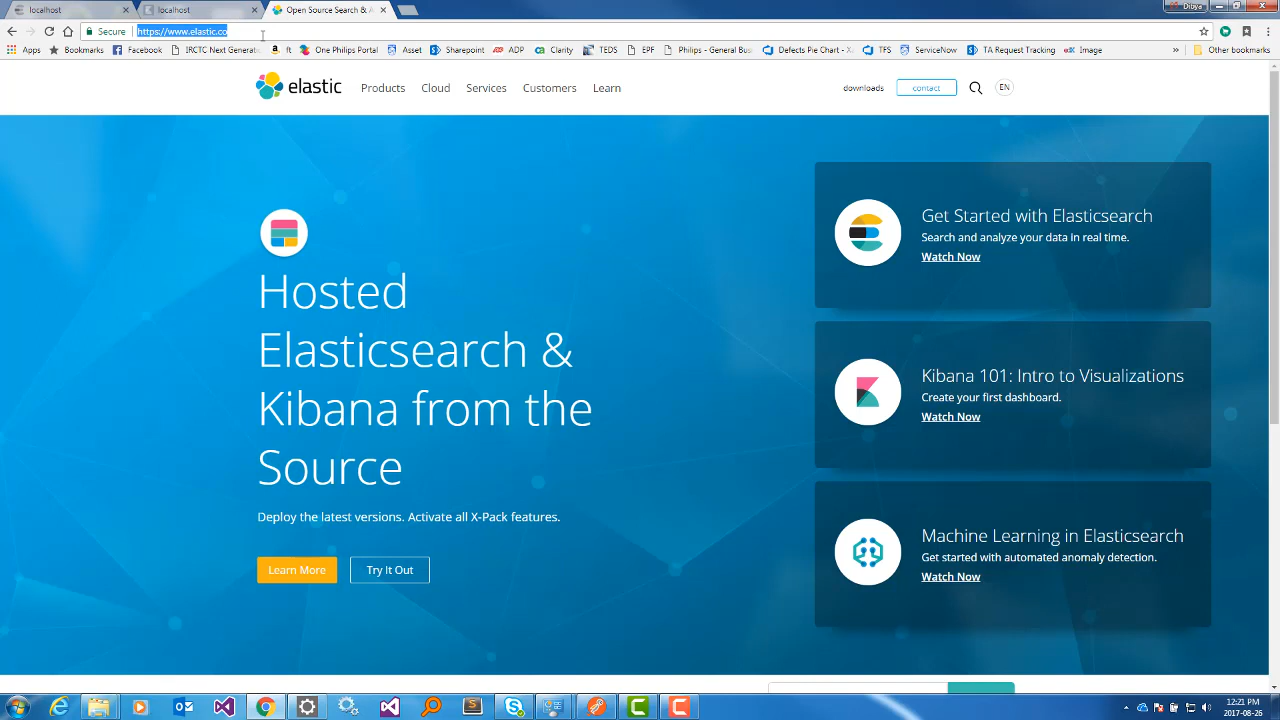 localhost
localhost
Open Source Search & A
Dibya
Secure
https://www.elastic.co
Apps
Bookmarks
Facebook
IRCTC Next Generat
ft
One Philips Portal
Asset
Sharepoint
ADP
Clarity
TEDS
EPF
Philips - General Bus
Defects Pie Chart - X
TFS
ServiceNow
TA Request Tracking
Image
»
Other bookmarks
elastic
Products
Cloud
Services
Customers
Learn
downloads
contact
EN
Hosted
Elasticsearch &
Kibana from the
Source
Deploy the latest versions. Activate all X-Pack features.
Learn More
Try It Out
Get Started with Elasticsearch
Search and analyze your data in real time.
Watch Now
Kibana 101: Intro to Visualizations
Create your first dashboard.
Watch Now
Machine Learning in Elasticsearch
Get started with automated anomaly detection.
Watch Now
12:21 PM
2017-08-26